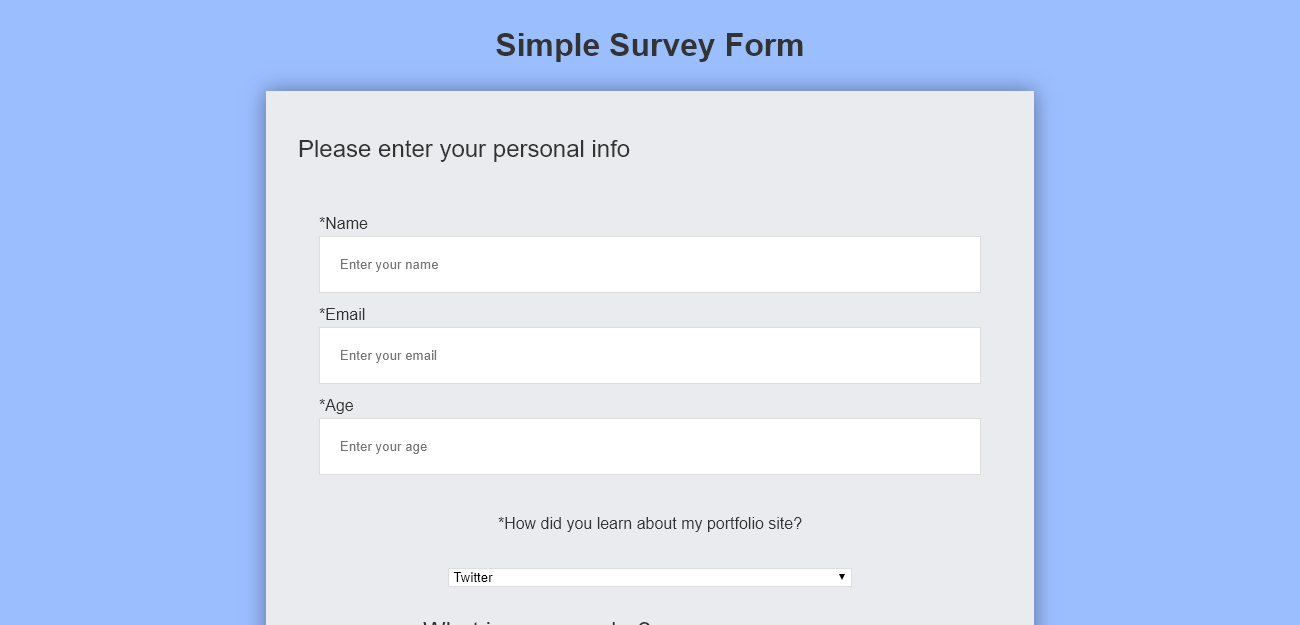 Simple Survey Form
Please enter your personal info
*Name
Enter your name
*Email
Enter your email
*Age
Enter your age
*How did you learn about my portfolio site?
Twitter